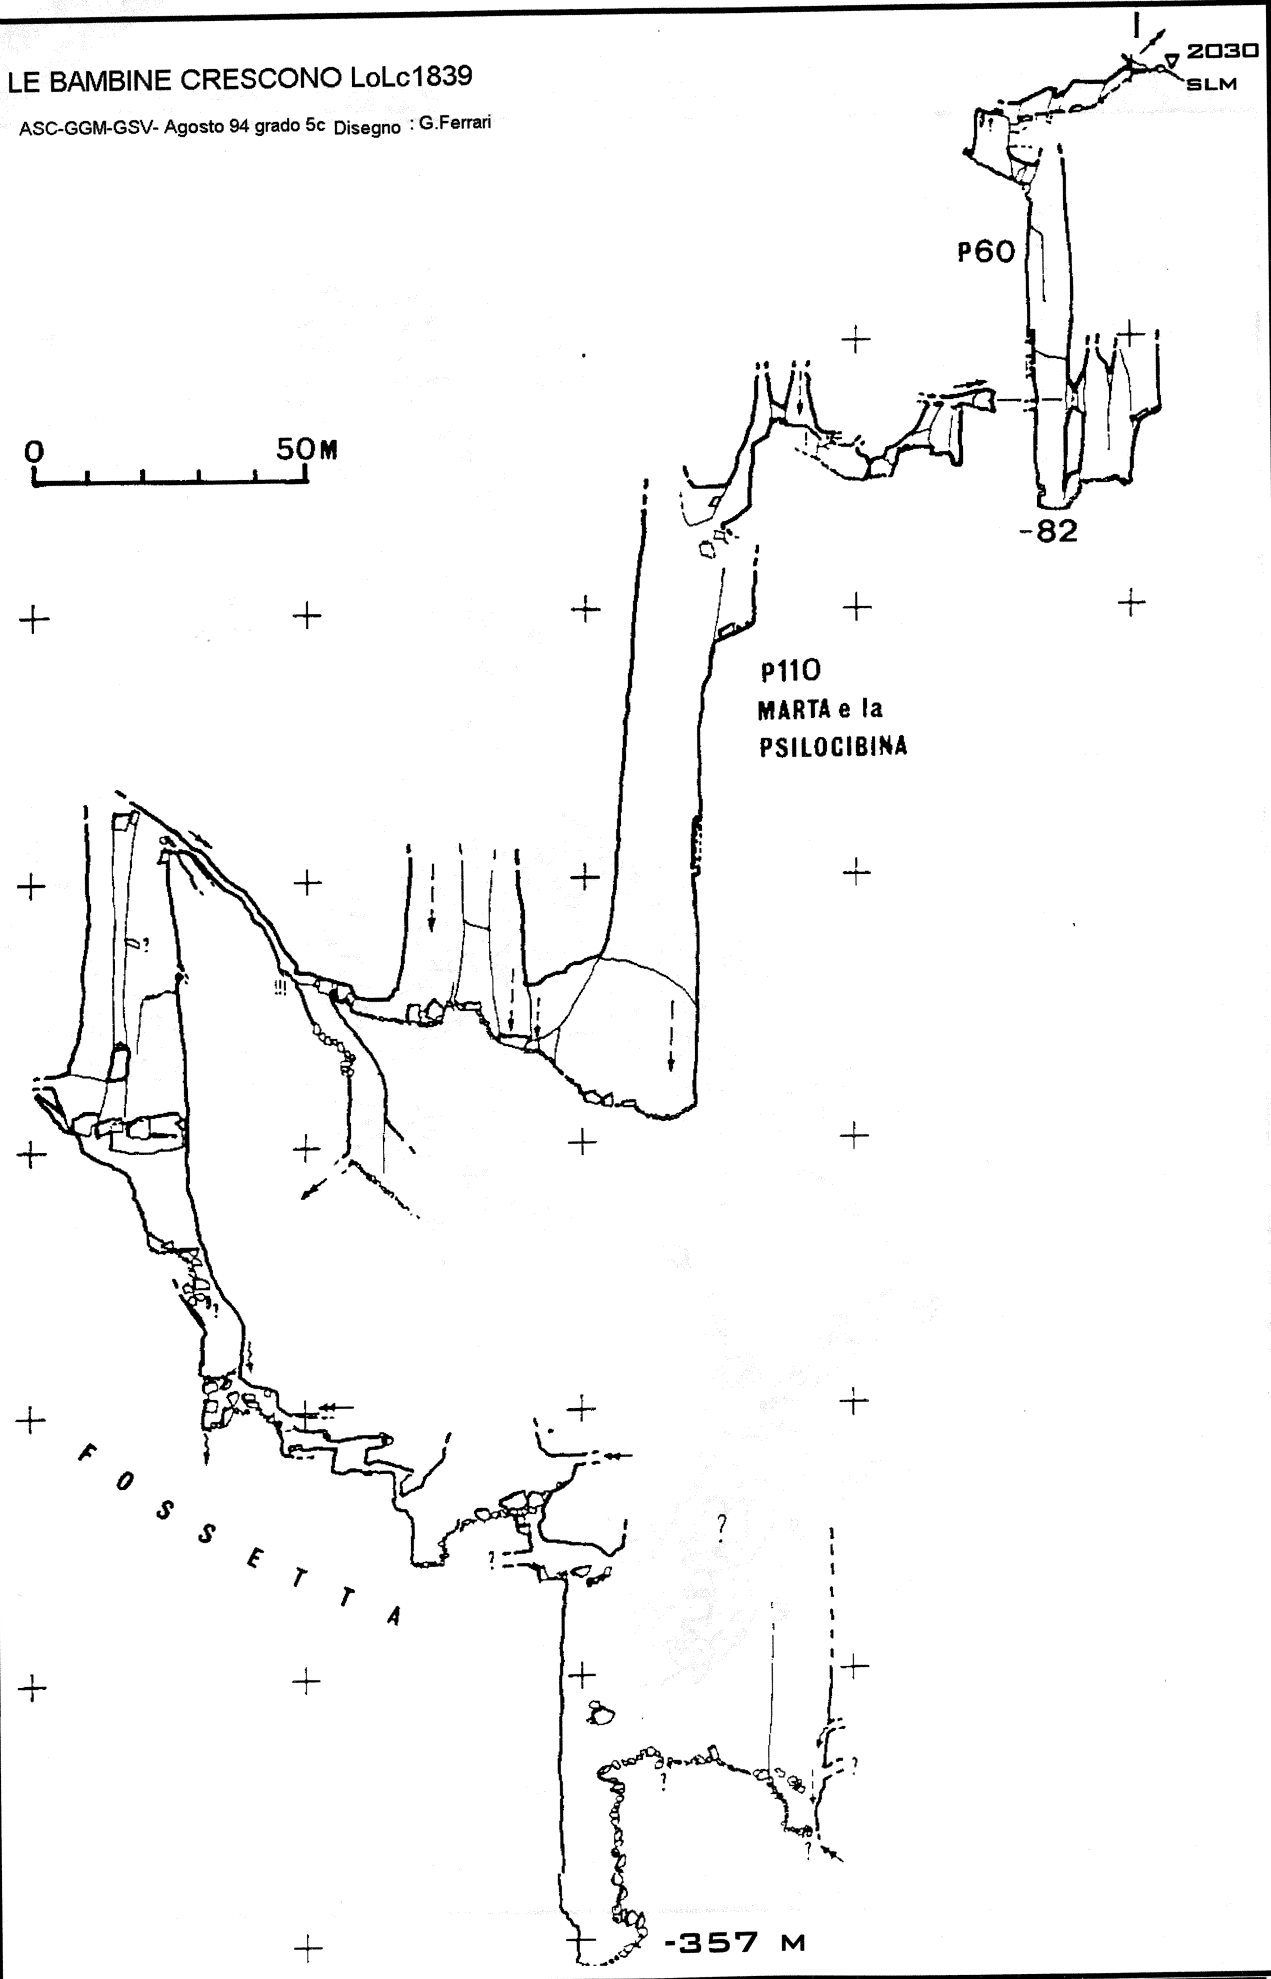 LE BAMBINE CRESCONO LoLc1839
ASC-GGM-GSV- Agosto 94 grado 5c Disegno : G.Ferrari
2030
SLM
P60
0 50M
-82
P110
MARTA e la
PSILOCIBINA
?
?
FOSSETTA
?
?
?
?
?
-357 M